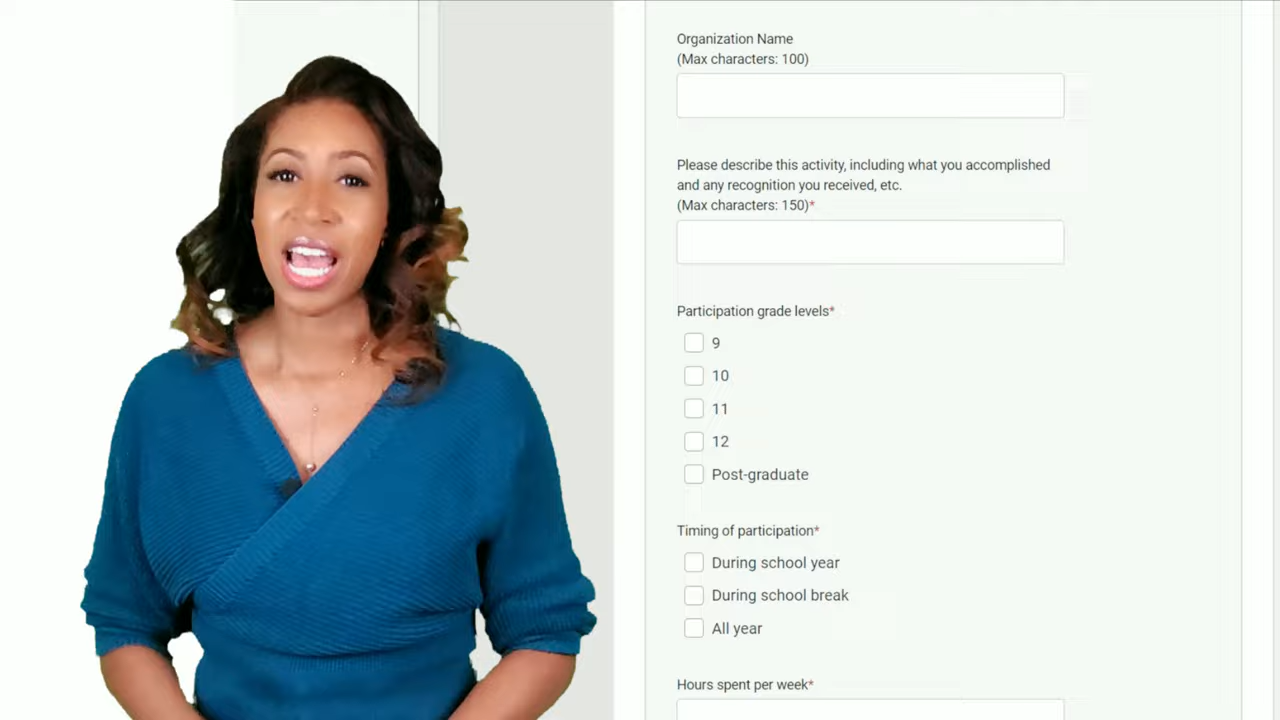 Organization Name
(Max characters: 100)
Please describe this activity, including what you accomplished
and any recognition you received, etc.
(Max characters: 150)*
Participation grade levels*
9
10
11
12
Post-graduate
Timing of participation*
During school year
During school break
All year
Hours spent per week*